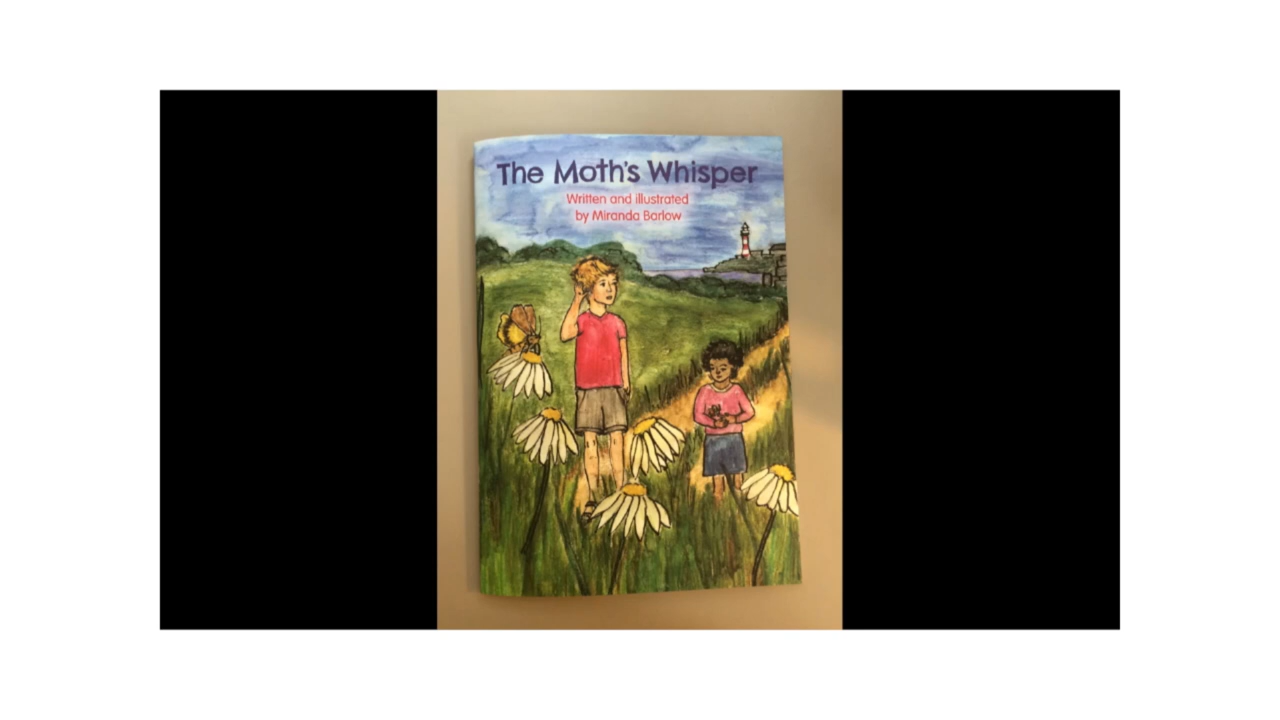 The Moth's Whisper
Written and illustrated
by Miranda Barlow